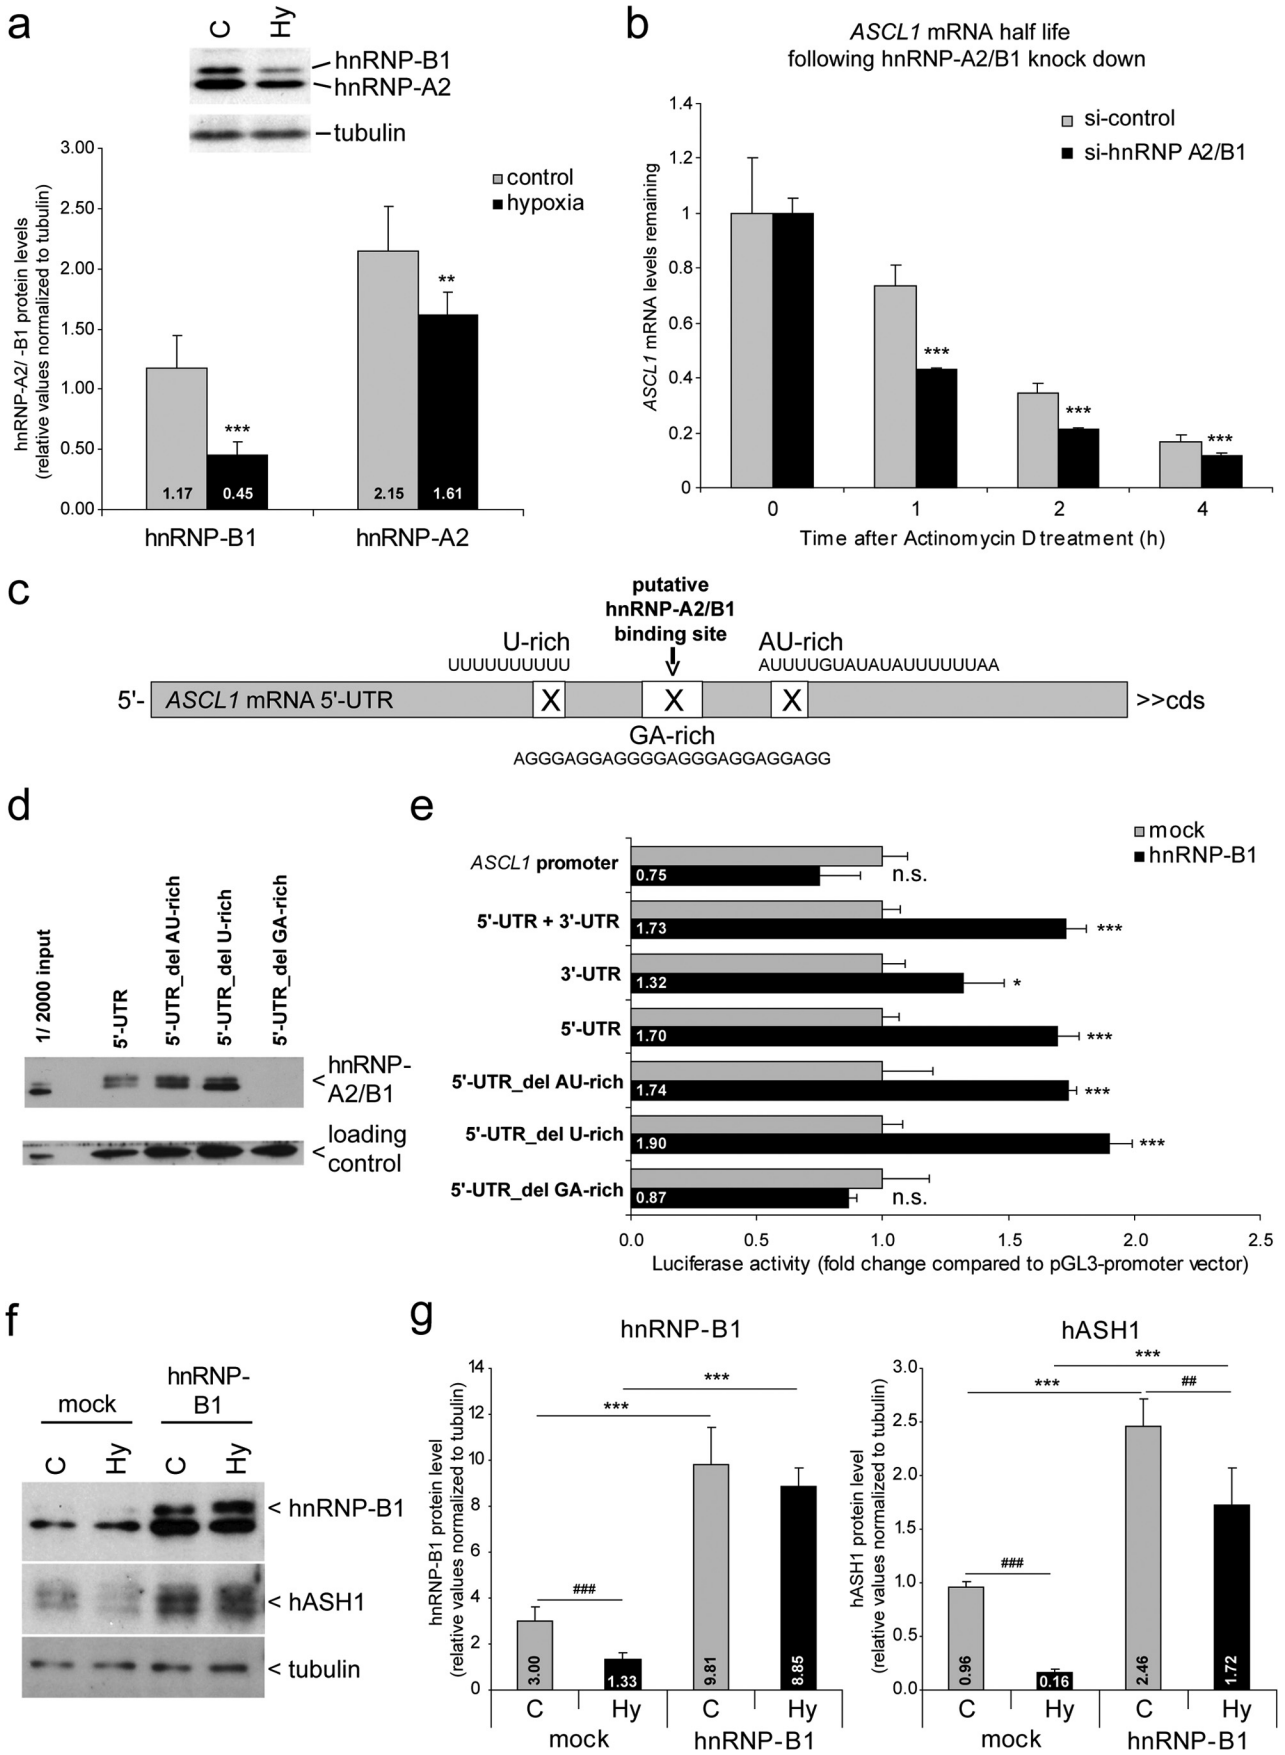 a
C
Hy
hnRNP-B1
hnRNP-A2
tubulin
3.00
2.50
2.00
1.50
1.00
0.50
0.00
hnRNP-A2/ -B1 protein levels
(relative values normalized to tubulin)
control
hypoxia
***
**
1.17
0.45
2.15
1.61
hnRNP-B1
hnRNP-A2
b
ASCL1 mRNA half life
following hnRNP-A2/B1 knock down
1.4
1.2
1
0.8
0.6
0.4
0.2
0
ASCL1 mRNA levels remaining
si-control
si-hnRNP A2/B1
***
***
***
0
1
2
4
Time after Actinomycin D treatment (h)
c
putative
hnRNP-A2/B1
binding site
U-rich
AU-rich
UUUUUUUUUU
AUUUUGUAUAUAUUUUUUAA
5'-
ASCL1 mRNA 5'-UTR
X
X
X
>>cds
GA-rich
AGGGAGGAGGGGAGGGAGGAGGAGG
d
1/ 2000 input
5'-UTR
5'-UTR_del AU-rich
5'-UTR_del U-rich
5'-UTR_del GA-rich
<hnRNP-
A2/B1
<loading
control
e
mock
hnRNP-B1
ASCL1 promoter
0.75
n.s.
5'-UTR + 3'-UTR
1.73
***
3'-UTR
1.32
*
5'-UTR
1.70
***
5'-UTR_del AU-rich
1.74
***
5'-UTR_del U-rich
1.90
***
5'-UTR_del GA-rich
0.87
n.s.
0.0
0.5
1.0
1.5
2.0
2.5
Luciferase activity (fold change compared to pGL3-promoter vector)
f
mock
hnRNP-
B1
C
Hy
C
Hy
< hnRNP-B1
< hASH1
< tubulin
g
hnRNP-B1
14
12
10
8
6
4
2
0
hnRNP-B1 protein level
(relative values normalized to tubulin)
***
***
###
3.00
1.33
9.81
8.85
C
Hy
C
Hy
mock
hnRNP-B1
hASH1
3.0
2.5
2.0
1.5
1.0
0.5
0.0
hASH1 protein level
(relative values normalized to tubulin)
***
***
##
###
0.96
0.16
2.46
1.72
C
Hy
C
Hy
mock
hnRNP-B1